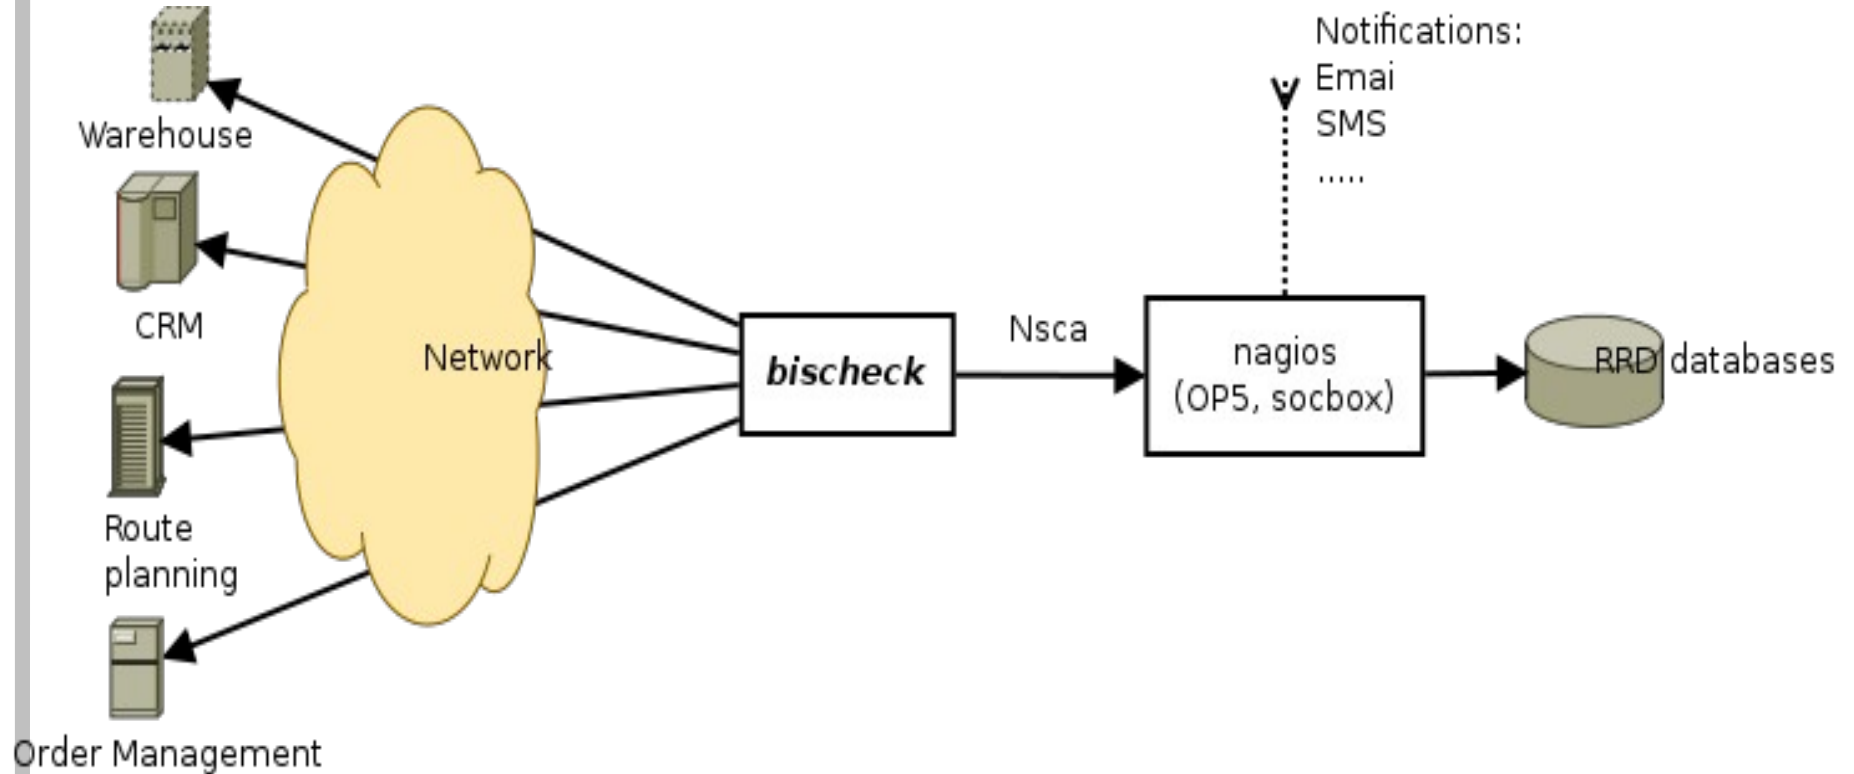 Notifications:
Emai
SMS
.....
Warehouse
CRM
Network
Nsca
bischeck
nagios
(OP5, socbox)
RRD databases
Route
planning
Order Management